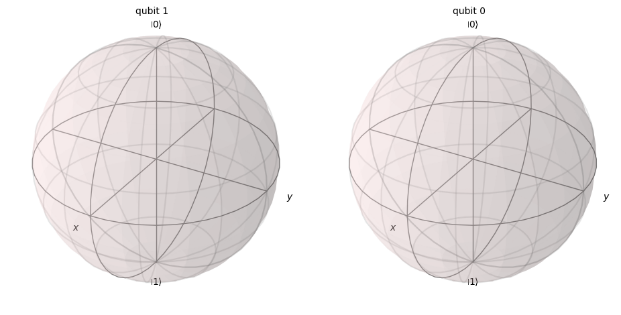 qubit 1
|0⟩
x
y
|1⟩
qubit 0
|0⟩
x
y
|1⟩